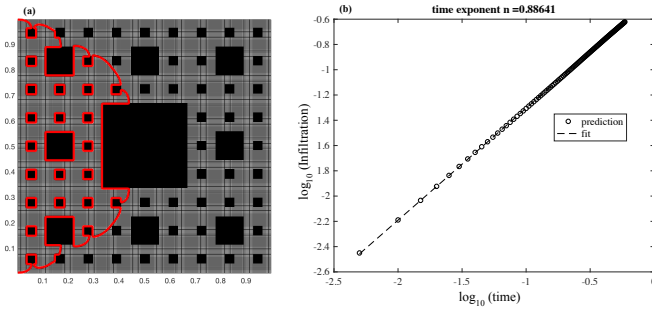 (a)
0.9
0.8
0.7
0.6
0.5
0.4
0.3
0.2
0.1
0.1 0.2 0.3 0.4 0.5 0.6 0.7 0.8 0.9
(b)
time exponent n =0.88641
-0.6
-0.8
-1
-1.2
-1.4
-1.6
-1.8
-2
-2.2
-2.4
-2.6
log10 (Infiltration)
prediction
fit
-2.5 -2 -1.5 -1 -0.5 0
log10 (time)